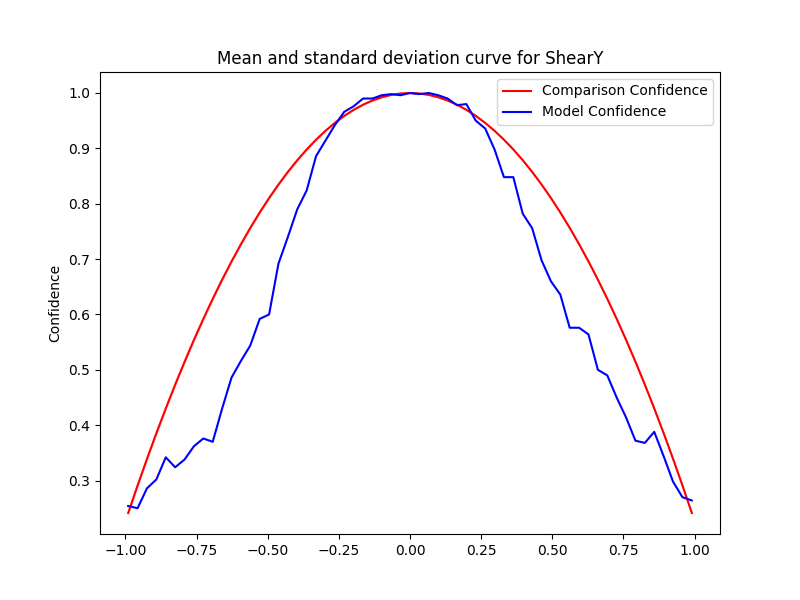 Mean and standard deviation curve for ShearY
Comparison Confidence
Model Confidence
1.0
0.9
0.8
0.7
0.6
0.5
0.4
0.3
Confidence
−1.00 −0.75 −0.50 −0.25 0.00 0.25 0.50 0.75 1.00